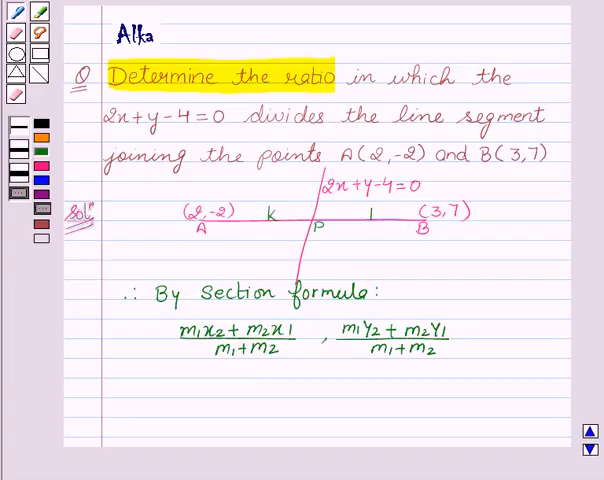 Alka
Q Determine the ratio in which the
2x+y-4=0 divides the line segment
joining the points A(2,-2) and B(3,7)
2x+y-4=0
Sol^n (2,-2) k 1 (3,7)
A P B
∴ By Section formula:
m₁x₂+m₂x₁/m₁+m₂ , m₁y₂+m₂y₁/m₁+m₂